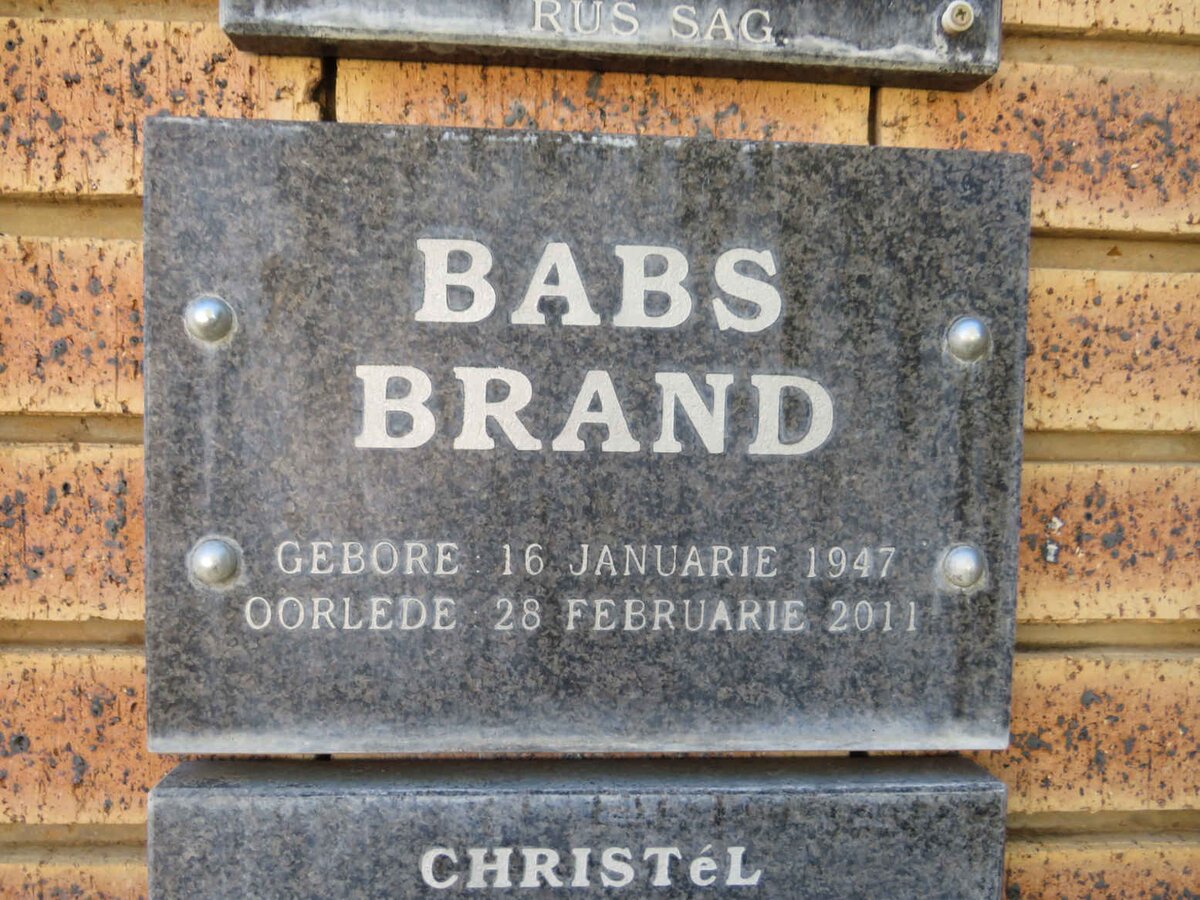 RUS SAG.
BABS
BRAND
GEBORE : 16 JANUARIE 1947
OORLEDE : 28 FEBRUARIE 2011
CHRISTéL